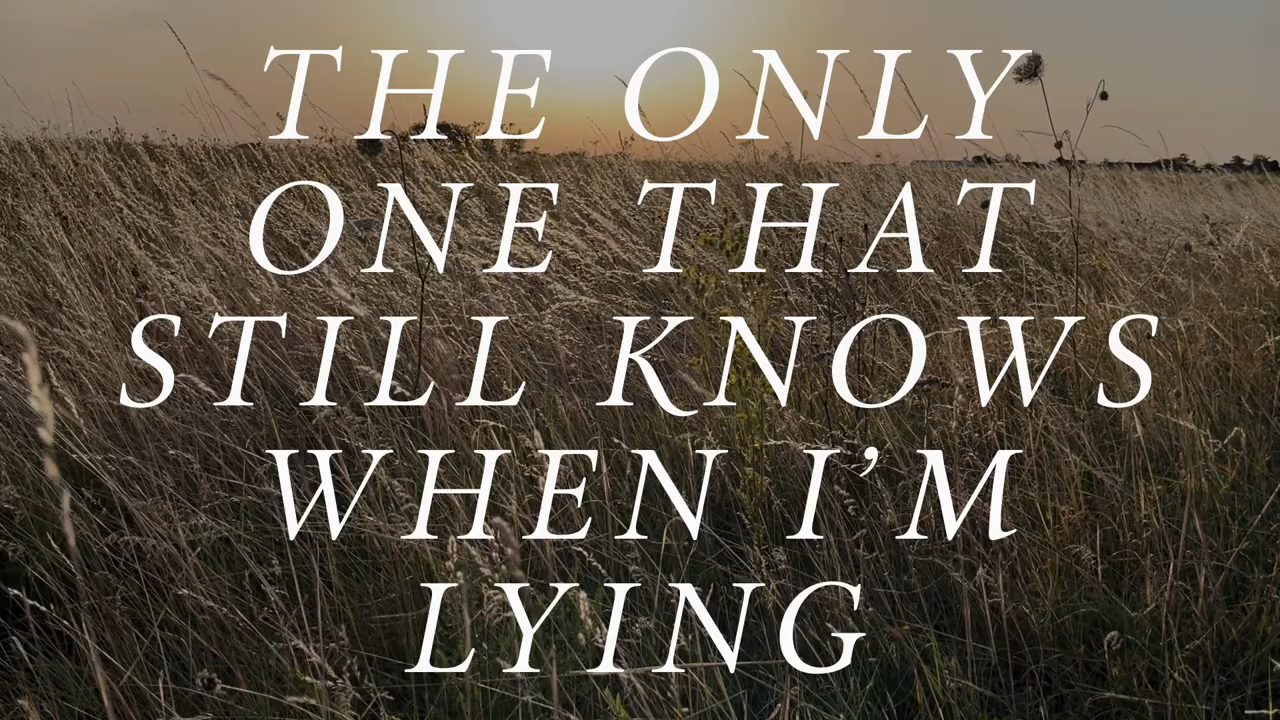 THE ONLY
ONE THAT
STILL KNOWS
WHEN I’M
LYING